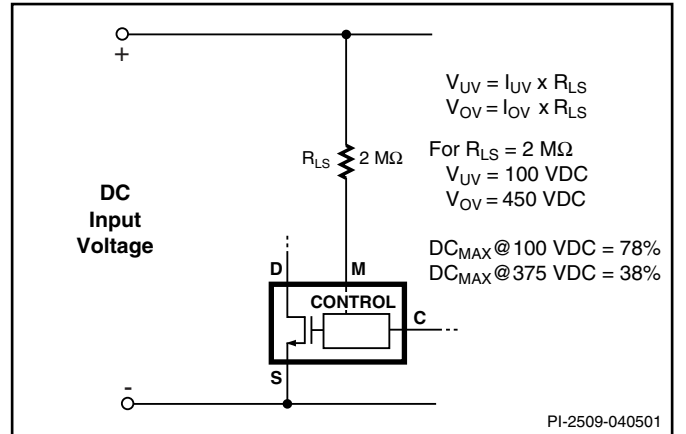 +
V_UV = I_UV x R_LS
V_OV = I_OV x R_LS
R_LS 2 MΩ
For R_LS = 2 MΩ
V_UV = 100 VDC
V_OV = 450 VDC
DC
Input
Voltage
DC_MAX@100 VDC = 78%
DC_MAX@375 VDC = 38%
D M
CONTROL
C
S
-
PI-2509-040501